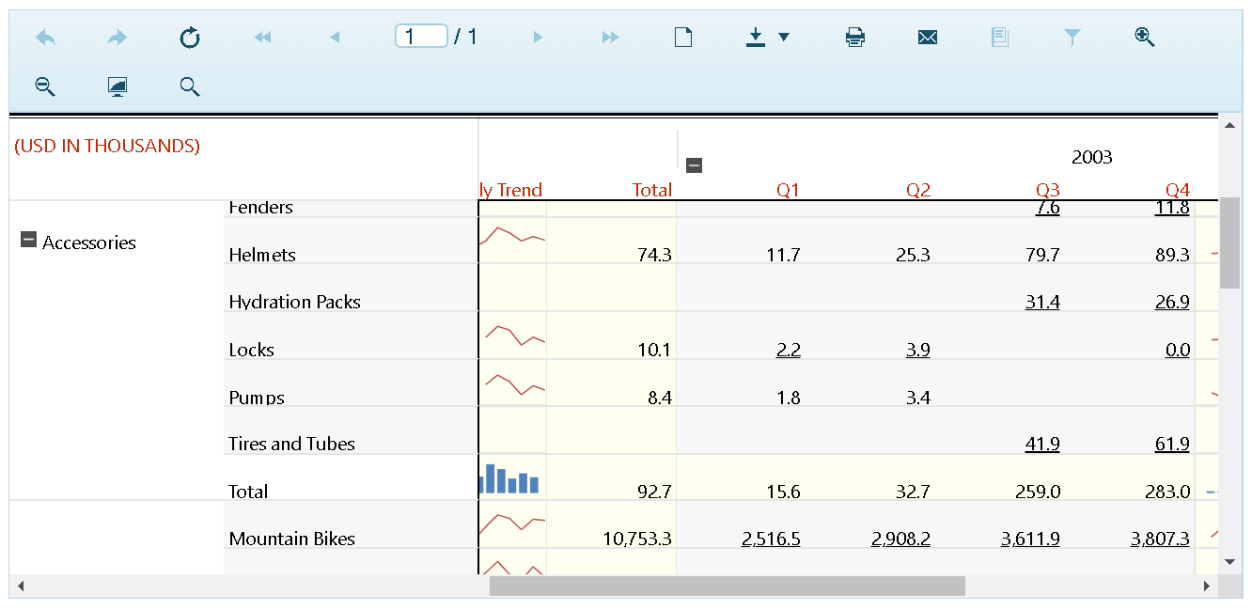 1 / 1
(USD IN THOUSANDS)
2003
ly Trend Total Q1 Q2 Q3 Q4
Fenders 7.6 11.8
Accessories
Helmets 74.3 11.7 25.3 79.7 89.3
Hydration Packs 31.4 26.9
Locks 10.1 2.2 3.9 0.0
Pumps 8.4 1.8 3.4
Tires and Tubes 41.9 61.9
Total 92.7 15.6 32.7 259.0 283.0
Mountain Bikes 10,753.3 2,516.5 2,908.2 3,611.9 3,807.3